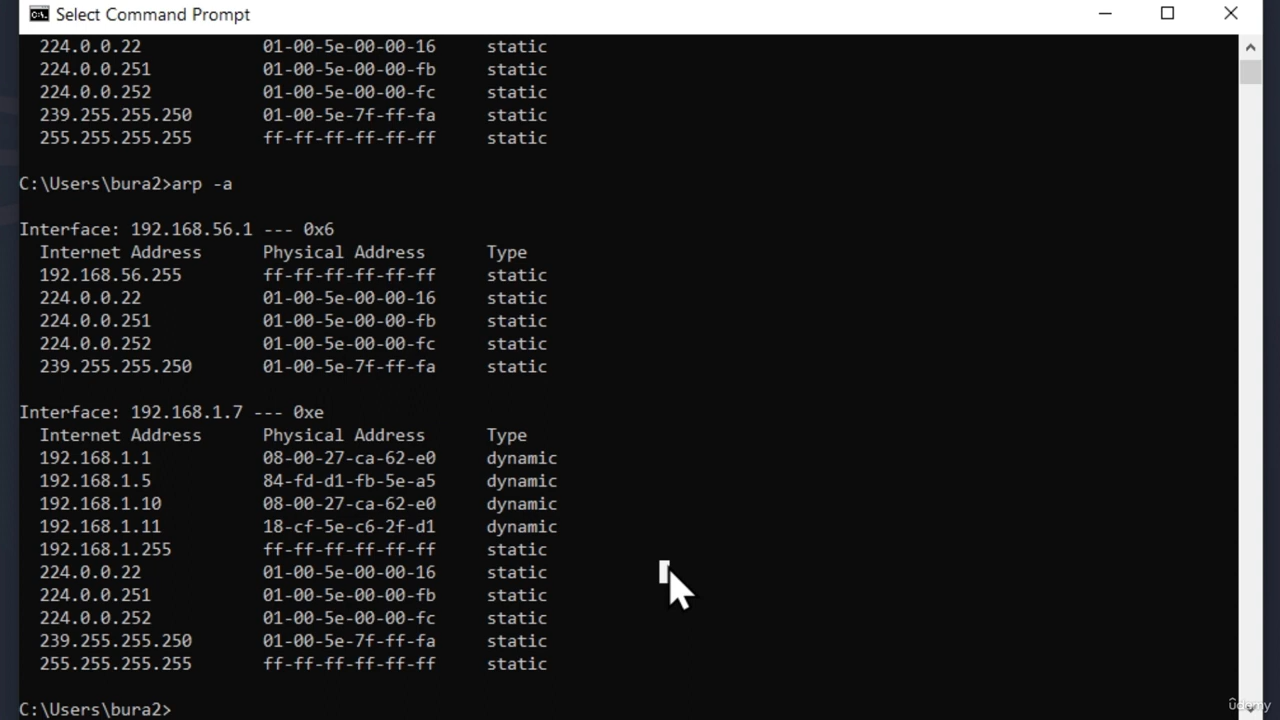 Select Command Prompt
224.0.0.22 01-00-5e-00-00-16 static
224.0.0.251 01-00-5e-00-00-fb static
224.0.0.252 01-00-5e-00-00-fc static
239.255.255.250 01-00-5e-7f-ff-fa static
255.255.255.255 ff-ff-ff-ff-ff-ff static
C:\Users\bura2>arp -a
Interface: 192.168.56.1 --- 0x6
Internet Address Physical Address Type
192.168.56.255 ff-ff-ff-ff-ff-ff static
224.0.0.22 01-00-5e-00-00-16 static
224.0.0.251 01-00-5e-00-00-fb static
224.0.0.252 01-00-5e-00-00-fc static
239.255.255.250 01-00-5e-7f-ff-fa static
Interface: 192.168.1.7 --- 0xe
Internet Address Physical Address Type
192.168.1.1 08-00-27-ca-62-e0 dynamic
192.168.1.5 84-fd-d1-fb-5e-a5 dynamic
192.168.1.10 08-00-27-ca-62-e0 dynamic
192.168.1.11 18-cf-5e-c6-2f-d1 dynamic
192.168.1.255 ff-ff-ff-ff-ff-ff static
224.0.0.22 01-00-5e-00-00-16 static
224.0.0.251 01-00-5e-00-00-fb static
224.0.0.252 01-00-5e-00-00-fc static
239.255.255.250 01-00-5e-7f-ff-fa static
255.255.255.255 ff-ff-ff-ff-ff-ff static
C:\Users\bura2>
udemy